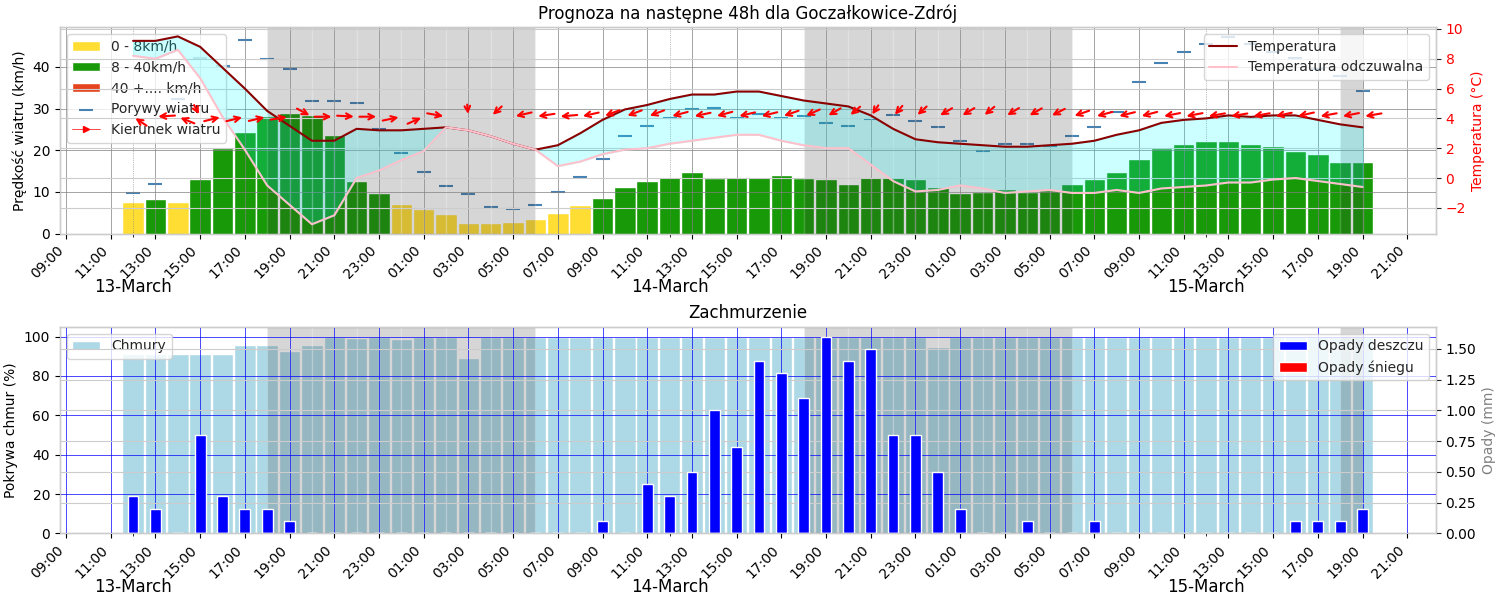 Prognoza na następne 48h dla Goczałkowice-Zdrój
Prędkość wiatru (km/h)
40
30
20
10
0
0 - 8km/h
8 - 40km/h
40 +.... km/h
Porywy wiatru
Kierunek wiatru
Temperatura
Temperatura odczuwalna
10
8
6
4
2
0
−2
Temperatura (°C)
09:00 11:00 13:00 15:00 17:00 19:00 21:00 23:00 01:00 03:00 05:00 07:00 09:00 11:00 13:00 15:00 17:00 19:00 21:00 23:00 01:00 03:00 05:00 07:00 09:00 11:00 13:00 15:00 17:00 19:00 21:00
13-March 14-March 15-March
Zachmurzenie
Pokrywa chmur (%)
100
80
60
40
20
0
Chmury
Opady deszczu
Opady śniegu
1.50
1.25
1.00
0.75
0.50
0.25
0.00
Opady (mm)
09:00 11:00 13:00 15:00 17:00 19:00 21:00 23:00 01:00 03:00 05:00 07:00 09:00 11:00 13:00 15:00 17:00 19:00 21:00 23:00 01:00 03:00 05:00 07:00 09:00 11:00 13:00 15:00 17:00 19:00 21:00
13-March 14-March 15-March